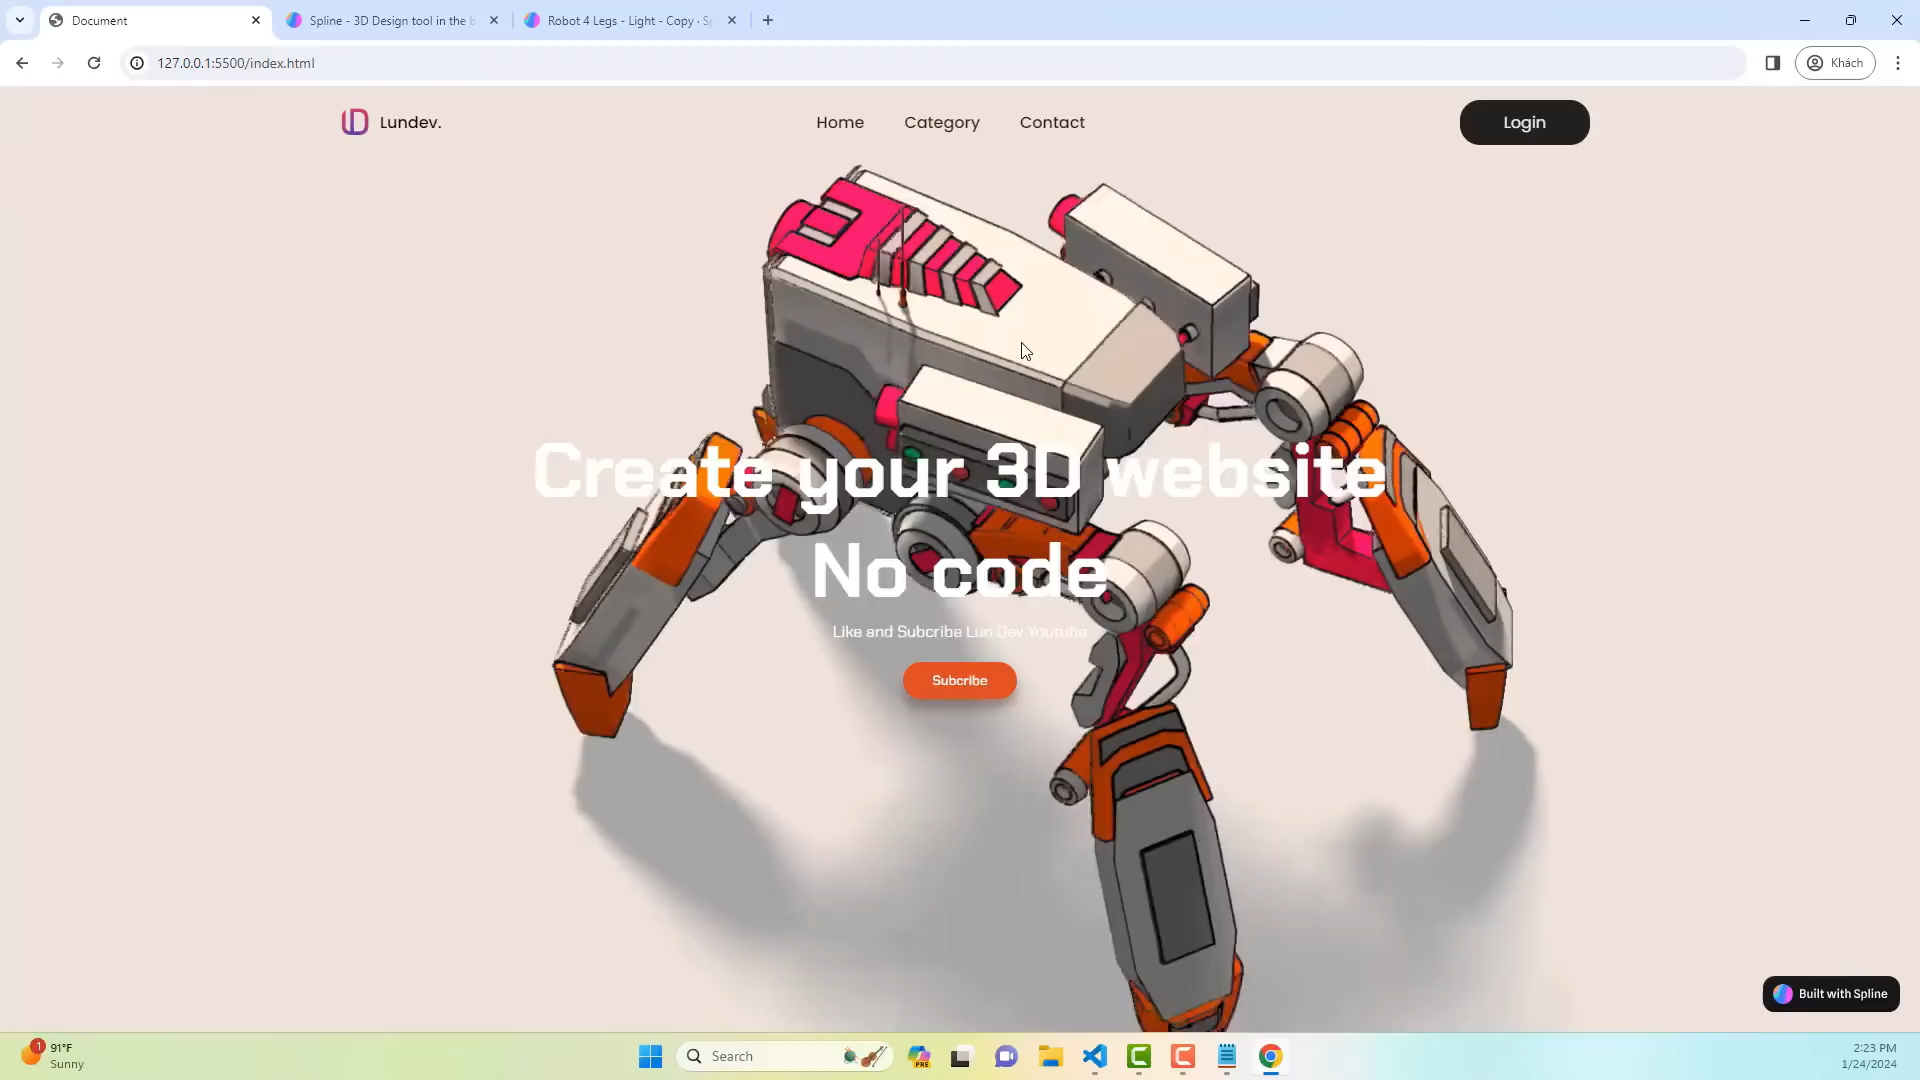 Document
Spline - 3D Design tool in the b
Robot 4 Legs - Light - Copy · S
127.0.0.1:5500/index.html
Khách
Lundev.
Home
Category
Contact
Login
Create your 3D website
No code
Like and Subcribe Lun Dev Youtube
Subcribe
Built with Spline
1
91°F
Sunny
Search
PRE
2:23 PM
1/24/2024